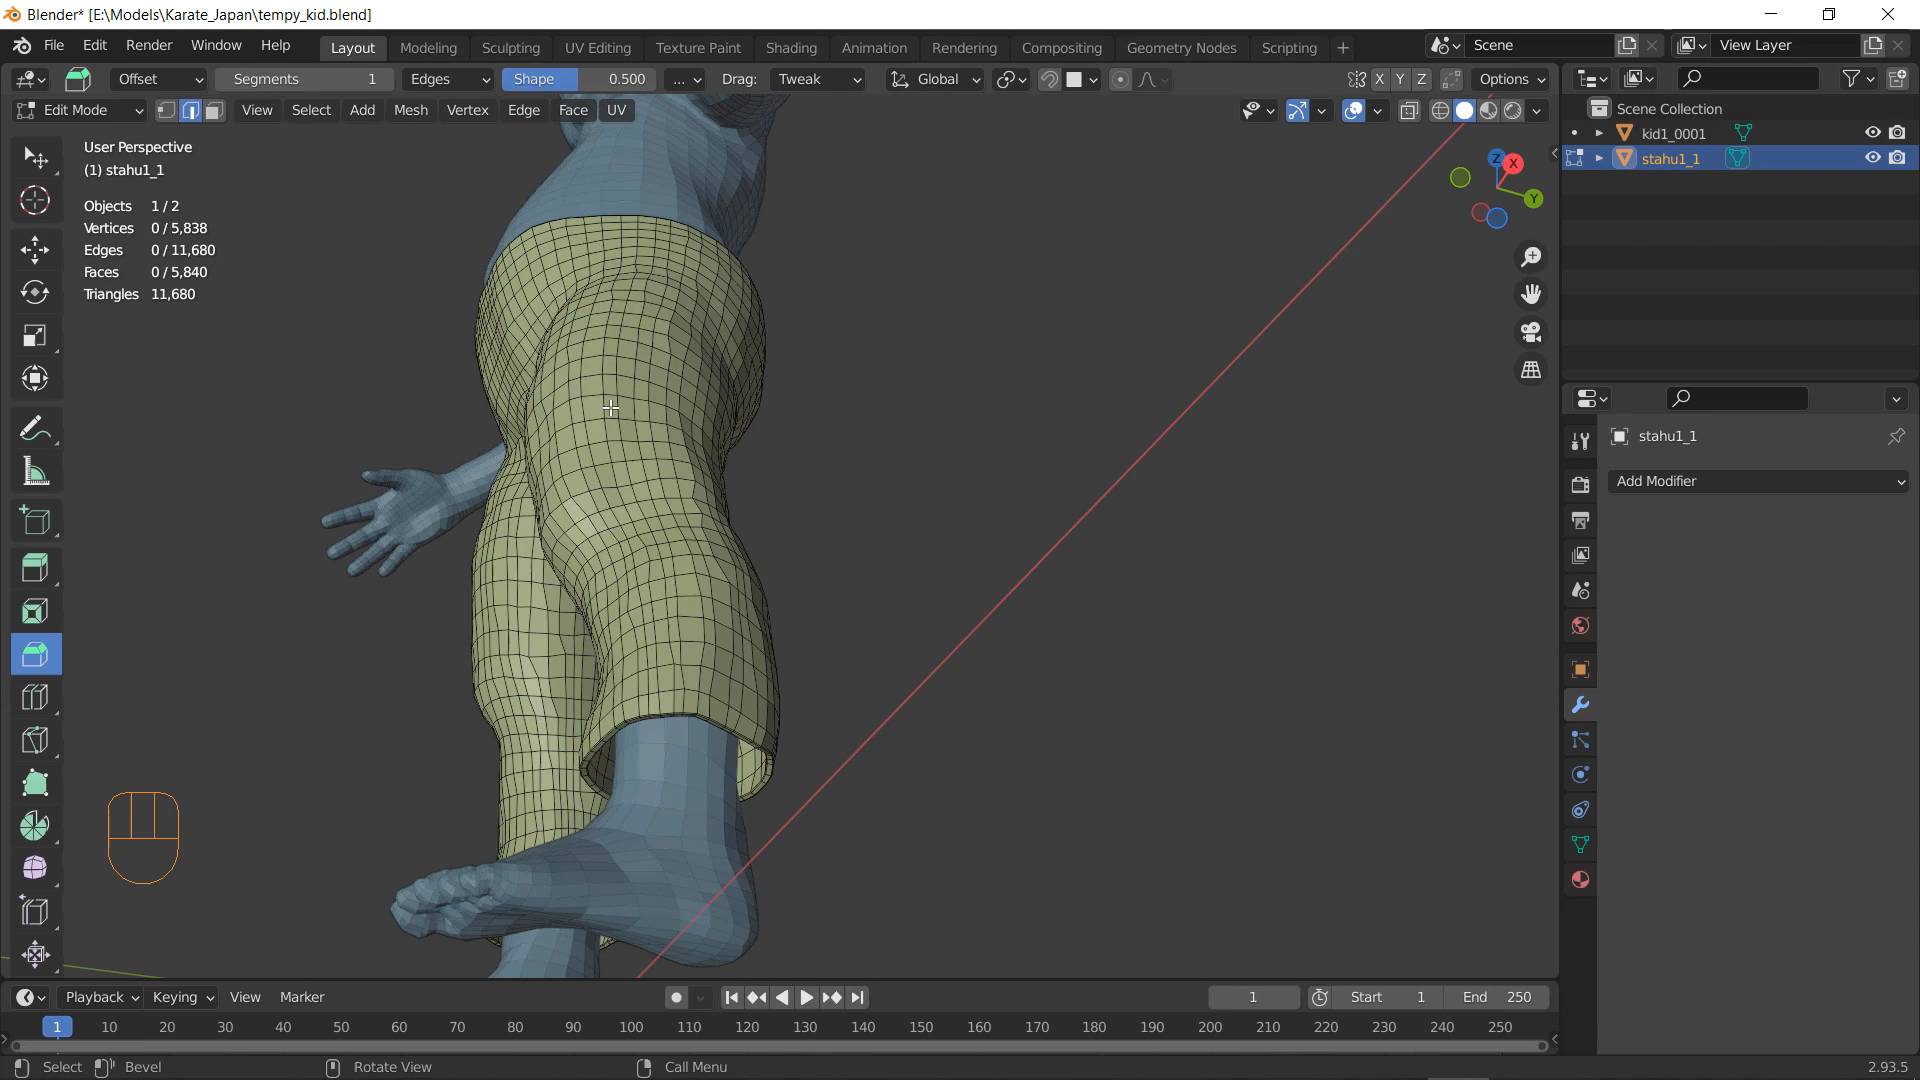 Blender* [E:\Models\Karate_Japan\tempy_kid.blend]
File Edit Render Window Help Layout Modeling Sculpting UV Editing Texture Paint Shading Animation Rendering Compositing Geometry Nodes Scripting + Scene View Layer
Offset Segments 1 Edges Shape 0.500 ... Drag: Tweak Global X Y Z Options
Edit Mode View Select Add Mesh Vertex Edge Face UV
Scene Collection
kid1_0001
stahu1_1
User Perspective
(1) stahu1_1
Objects 1/2
Vertices 0/5,838
Edges 0/11,680
Faces 0/5,840
Triangles 11,680
Z X
Y
stahu1_1
Add Modifier
Playback Keying View Marker 1 Start 1 End 250
1 10 20 30 40 50 60 70 80 90 100 110 120 130 140 150 160 170 180 190 200 210 220 230 240 250
Select Bevel Rotate View Call Menu 2.93.5